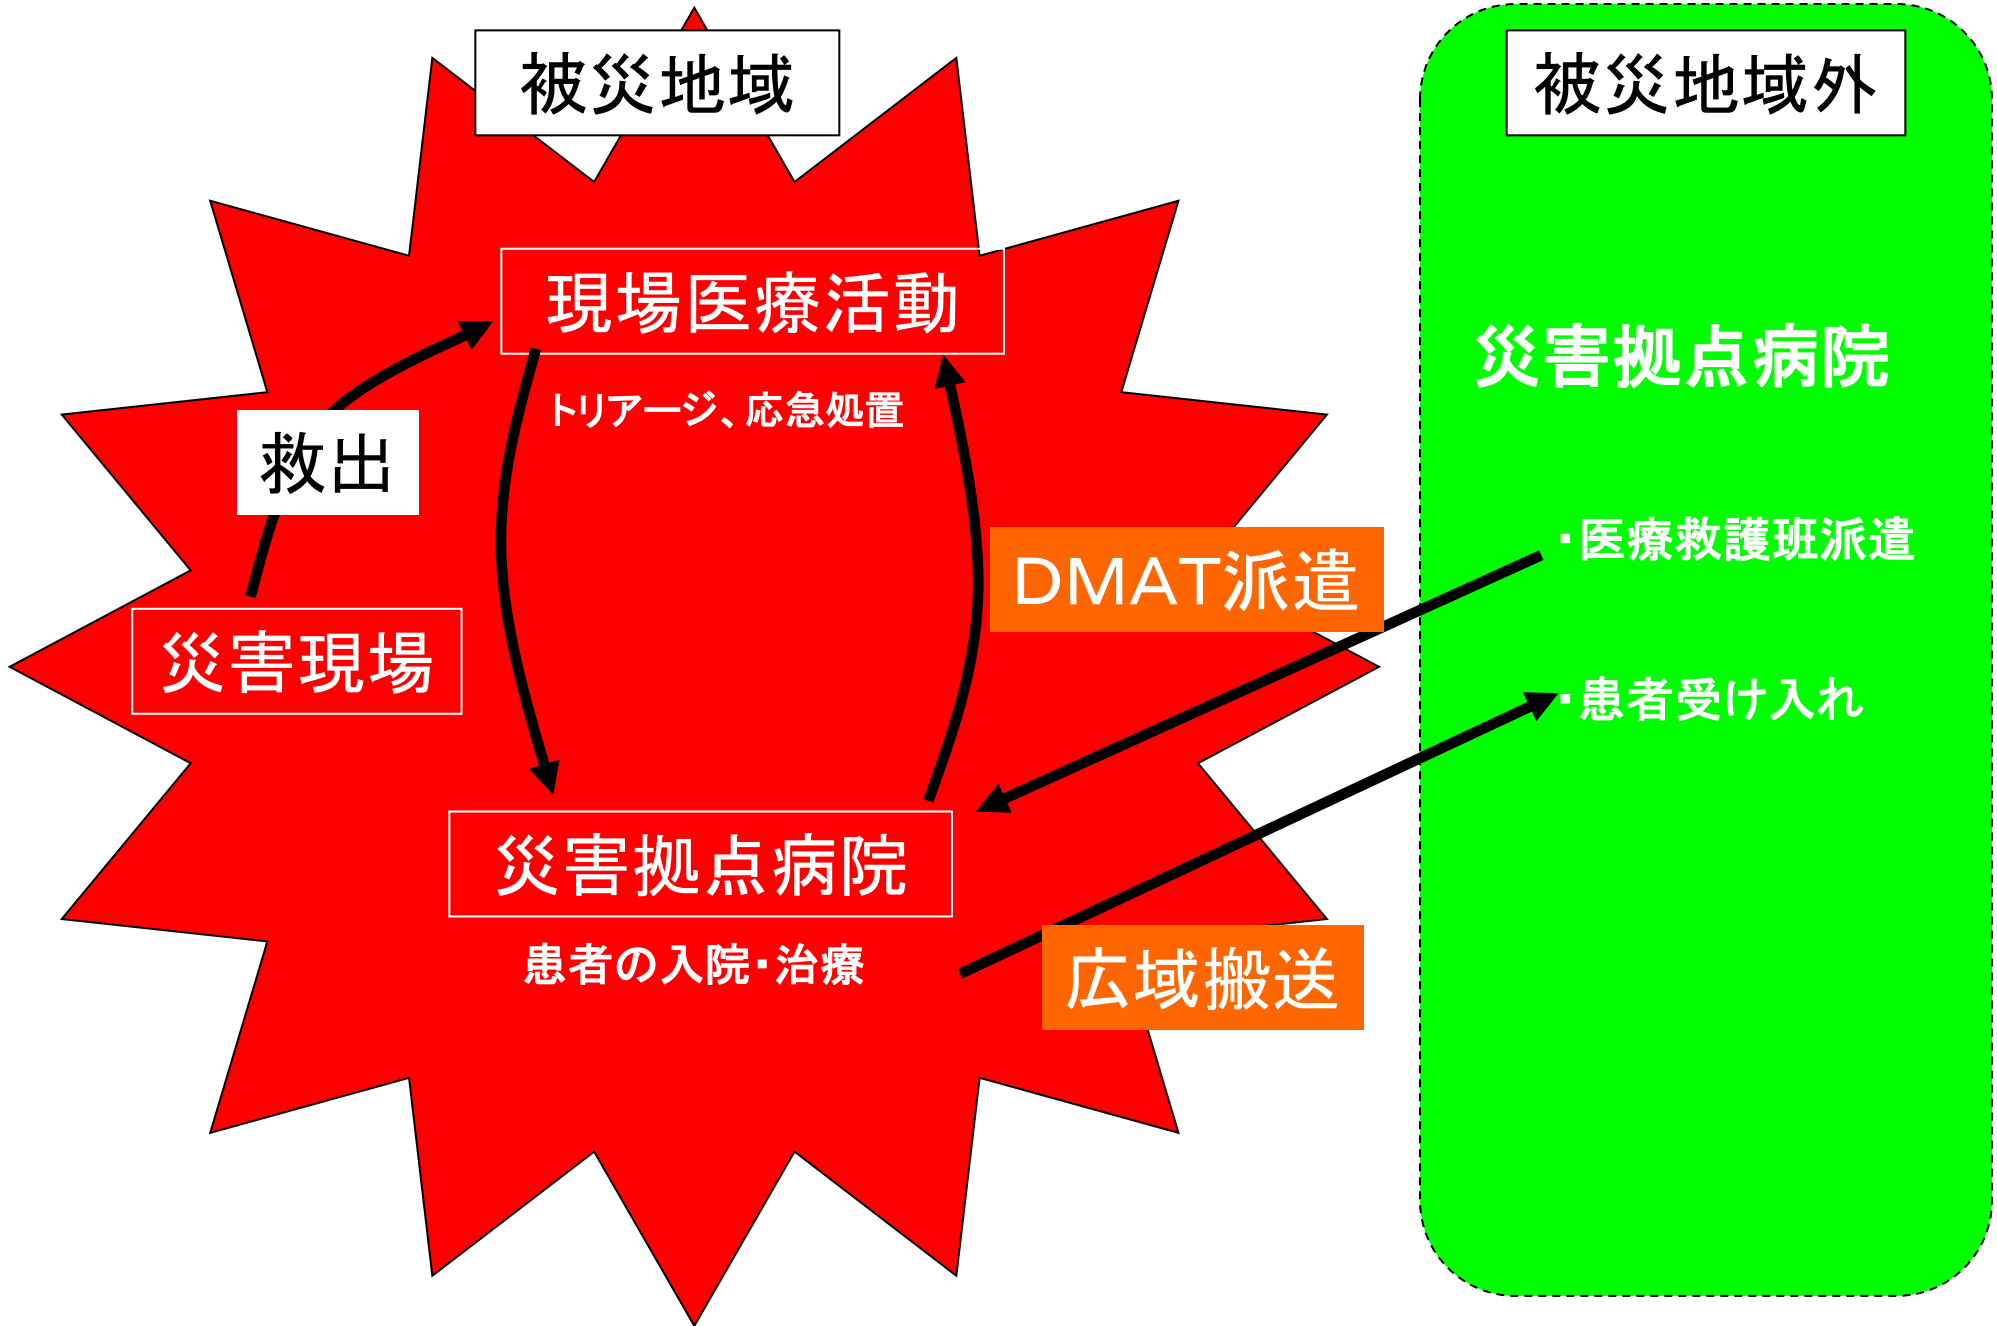 被災地域
現場医療活動
トリアージ、応急処置
救出
災害現場
DMAT派遣
災害拠点病院
患者の入院・治療
広域搬送
被災地域外
災害拠点病院
・医療救護班派遣
・患者受け入れ